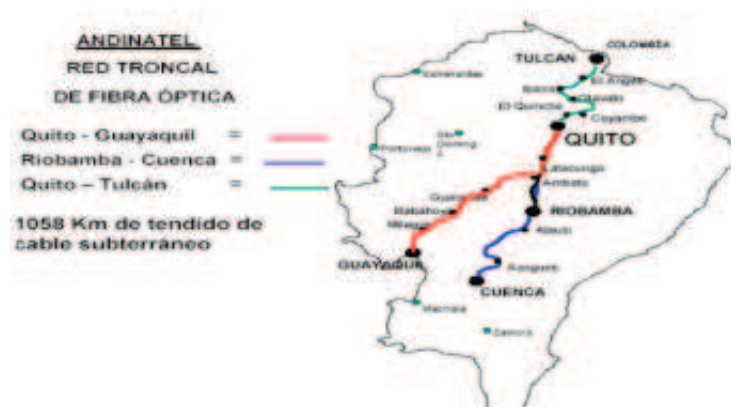 ANDINATEL
RED TRONCAL
DE FIBRA ÓPTICA
Quito - Guayaquil =
Riobamba - Cuenca =
Quito – Tulcán =
1058 Km de tendido de
cable subterráneo
COLOMBIA
TULCAN
El Angel
Ibarra
Otavalo
El Quinche
Cayambe
Esmeraldas
QUITO
Portoviejo
Latacunga
Ambato
Guaranda
Babahoyo
RIOBAMBA
Milagro
Alausi
GUAYAQUIL
Azogues
CUENCA
Machala
Zamora